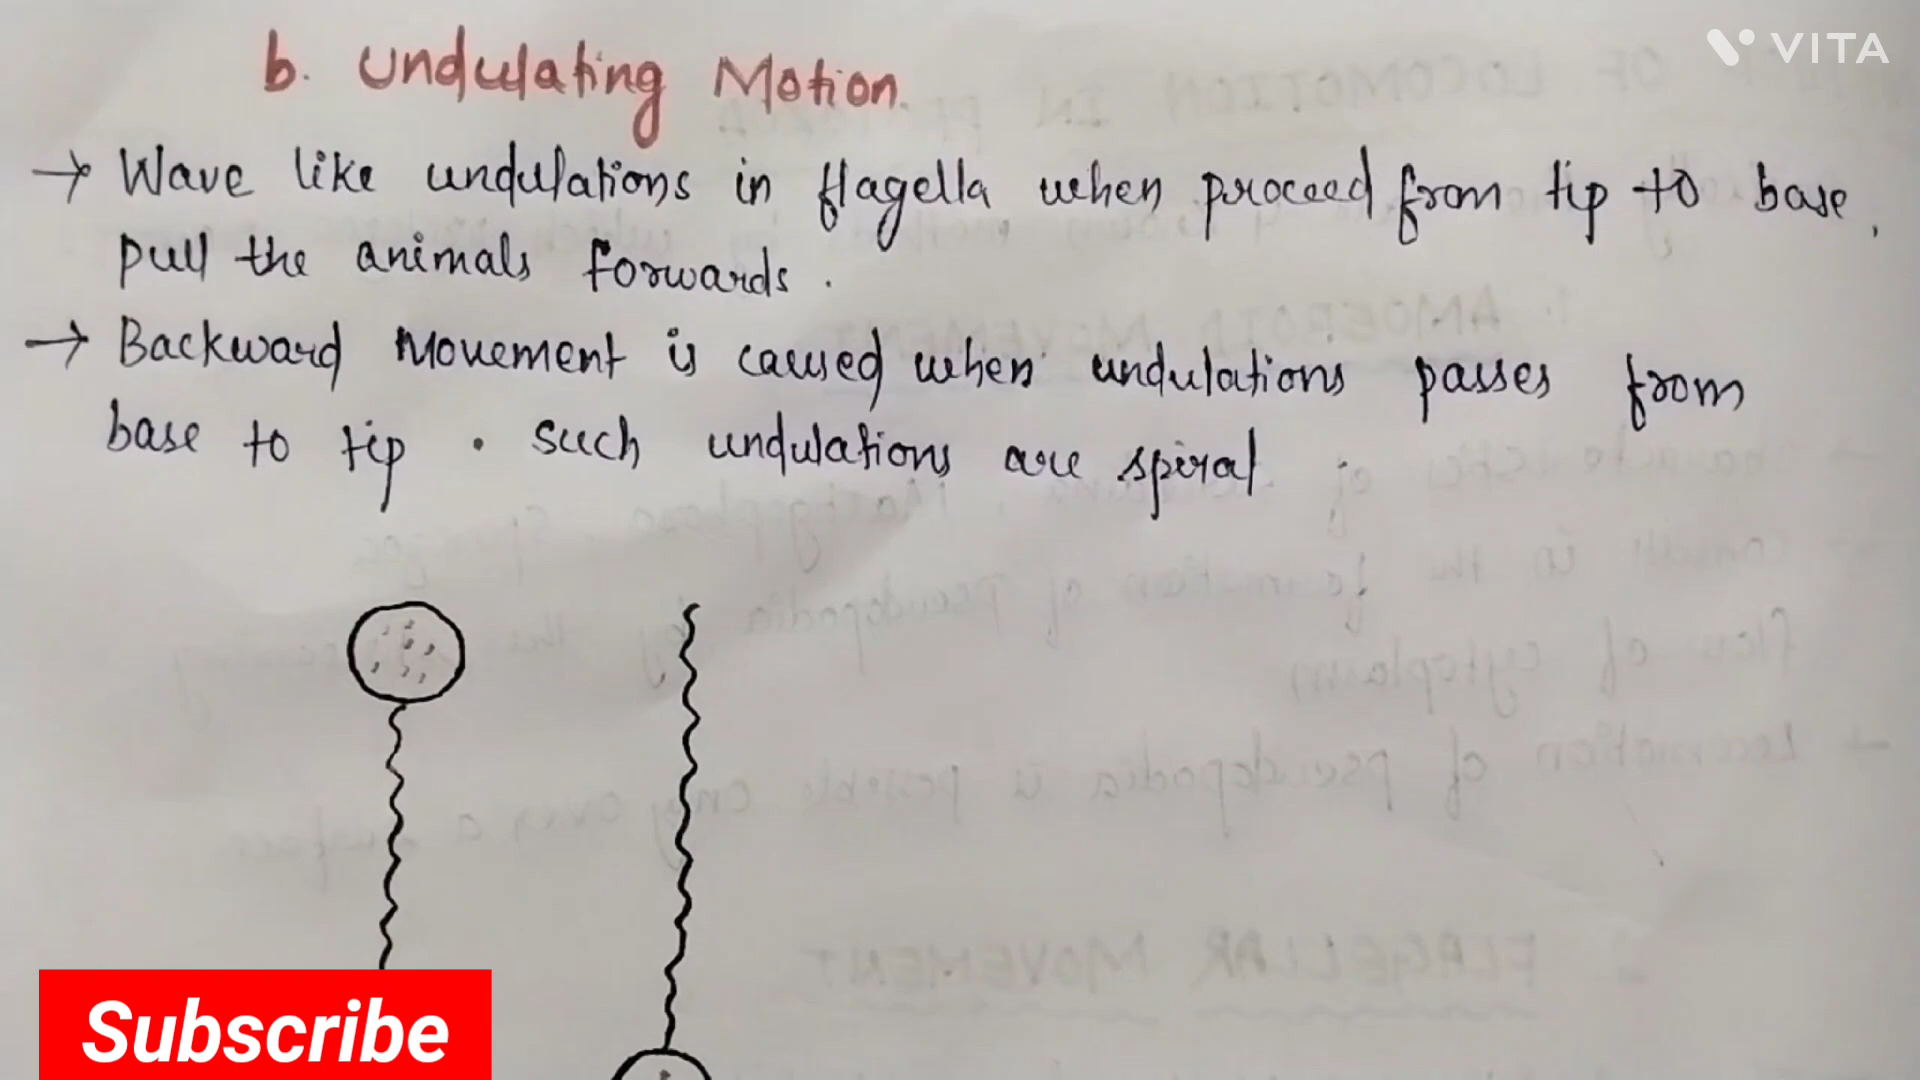 VITA
b. Undulating Motion
→ Wave like undulations in flagella when proceed from tip to base,
pull the animals forwards.
→ Backward Movement is caused when undulations passes from
base to tip. such undulations are spiral.
Subscribe